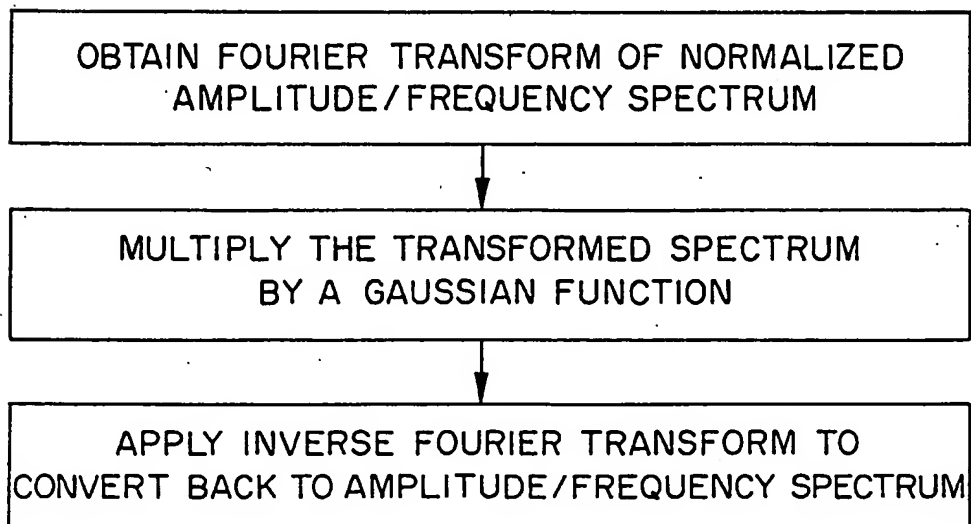 OBTAIN FOURIER TRANSFORM OF NORMALIZED
AMPLITUDE/FREQUENCY SPECTRUM
MULTIPLY THE TRANSFORMED SPECTRUM
BY A GAUSSIAN FUNCTION
APPLY INVERSE FOURIER TRANSFORM TO
CONVERT BACK TO AMPLITUDE/FREQUENCY SPECTRUM